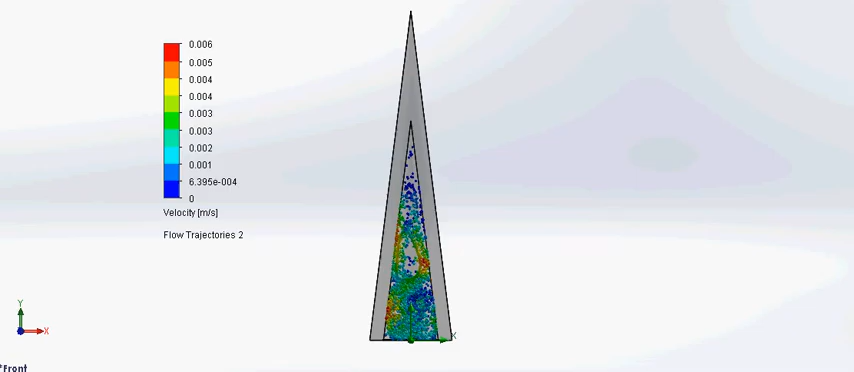 0.006
0.005
0.004
0.004
0.003
0.003
0.002
0.001
6.395e-004
0
Velocity [m/s]
Flow Trajectories 2
Y
X
X
*Front